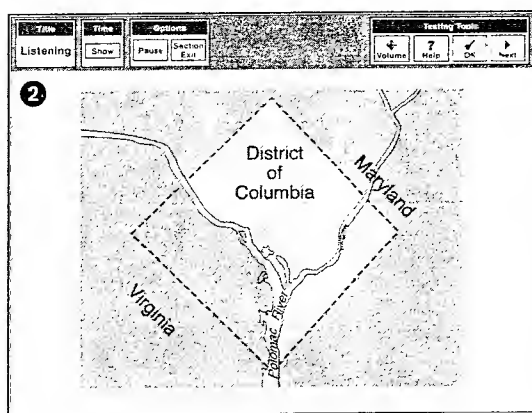 Title Time Options Testing Tools
Listening Show Pause Section Exit Volume ? Help OK Next
2
District
of
Columbia
Maryland
Virginia
Potomac River